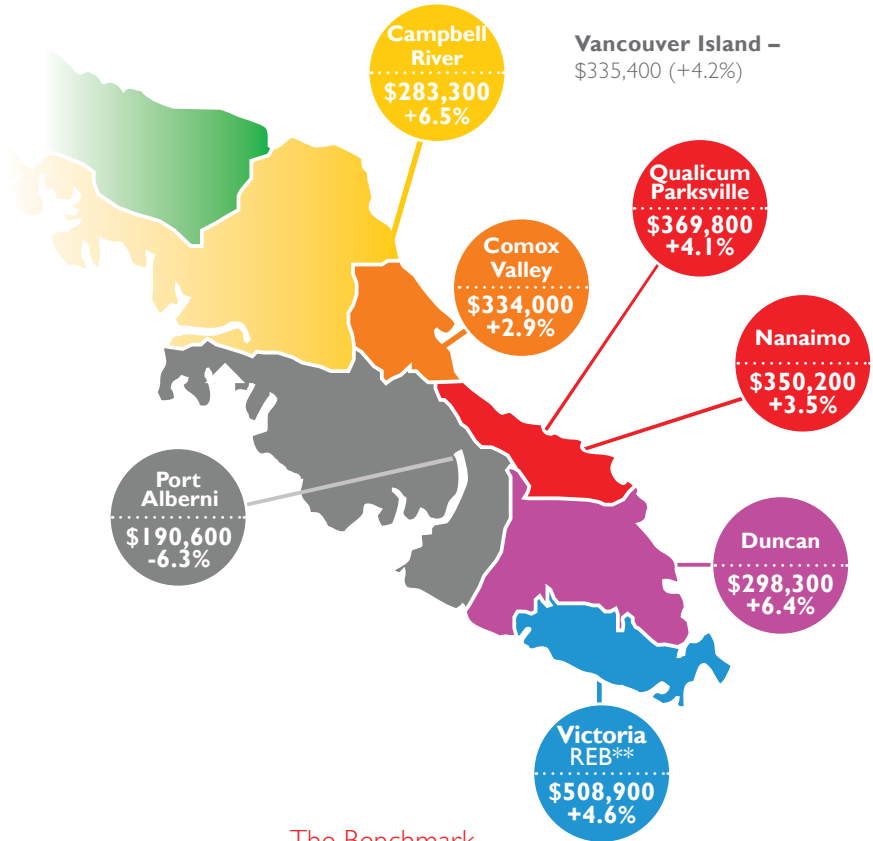 Campbell
River
$283,300
+6.5%
Vancouver Island –
$335,400 (+4.2%)
Qualicum
Parksville
$369,800
+4.1%
Comox
Valley
$334,000
+2.9%
Nanaimo
$350,200
+3.5%
Port
Alberni
$190,600
-6.3%
Duncan
$298,300
+6.4%
Victoria
REB**
$508,900
+4.6%
The Benchmark